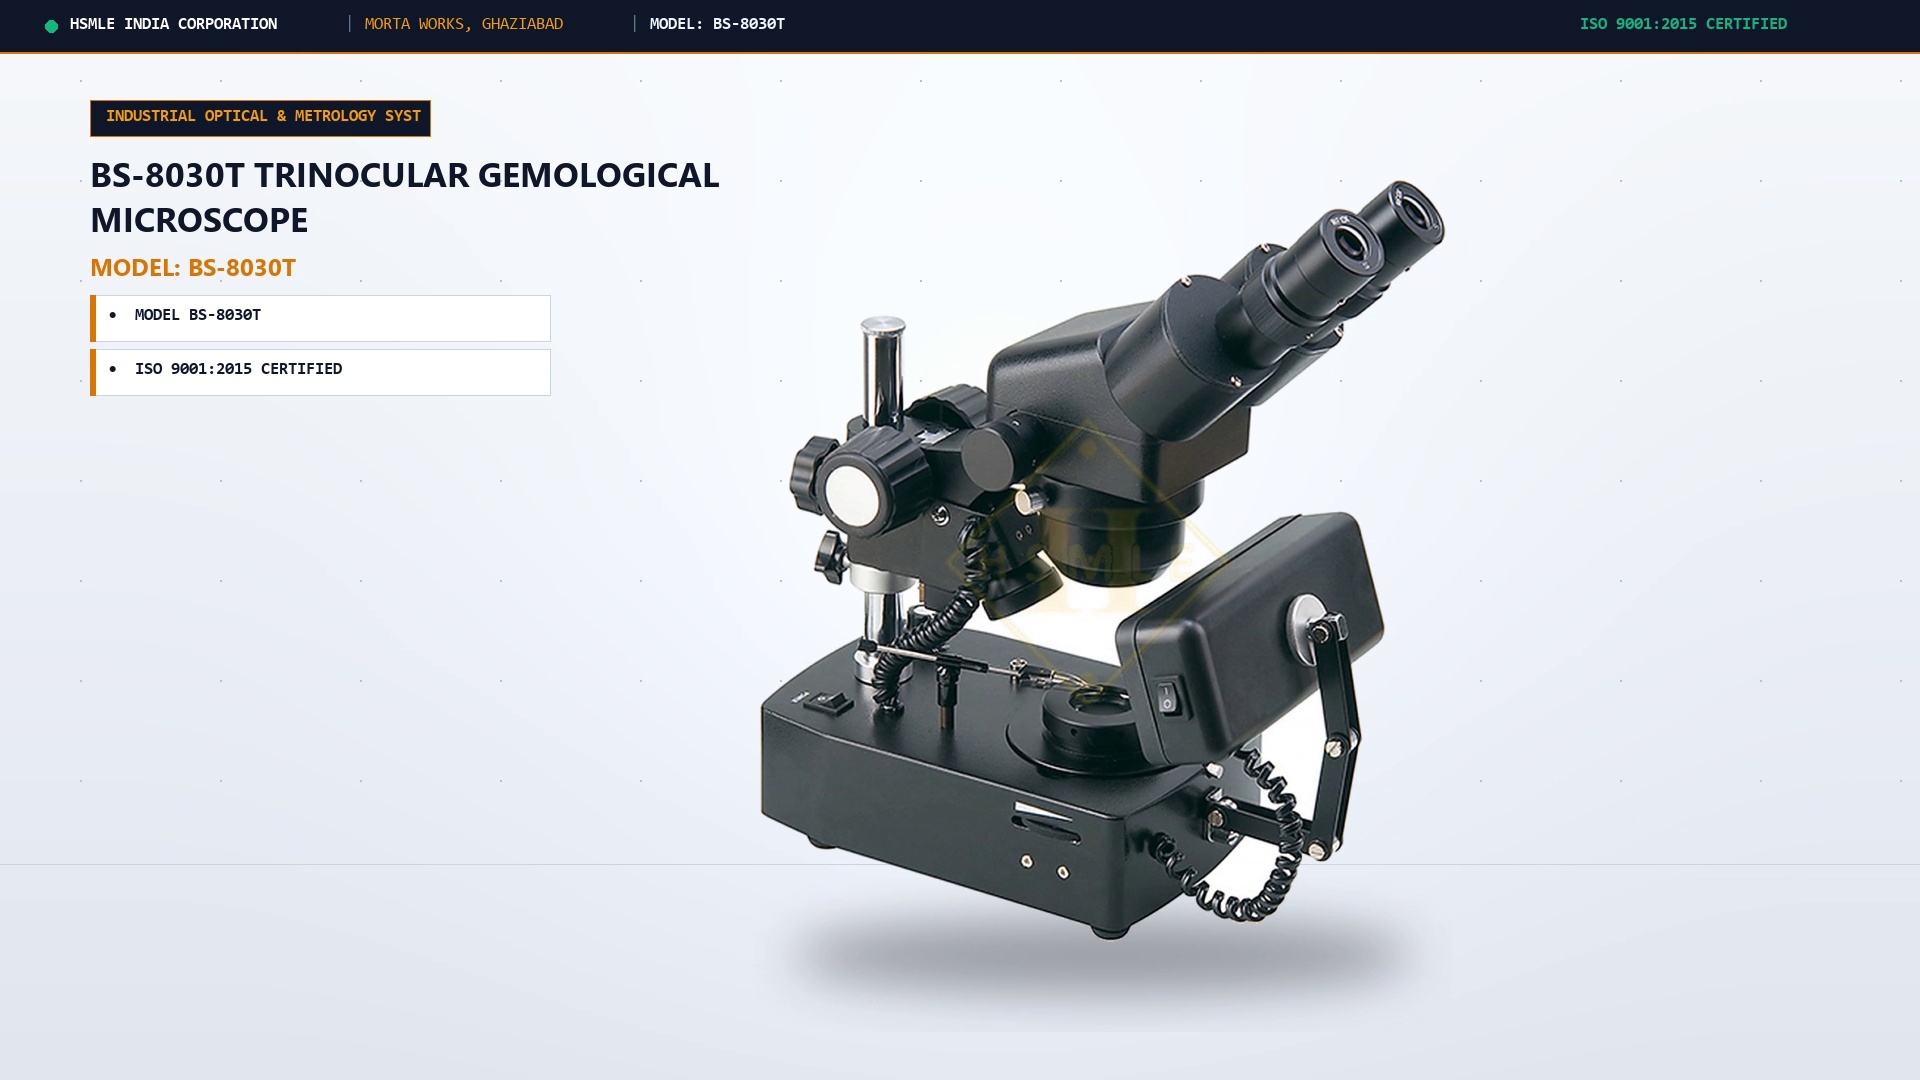 HSMLE INDIA CORPORATION
MORTA WORKS, GHAZIABAD
MODEL: BS-8030T
ISO 9001:2015 CERTIFIED
INDUSTRIAL OPTICAL & METROLOGY SYST
BS-8030T TRINOCULAR GEMOLOGICAL
MICROSCOPE
MODEL: BS-8030T
• MODEL BS-8030T
• ISO 9001:2015 CERTIFIED
HSMLE